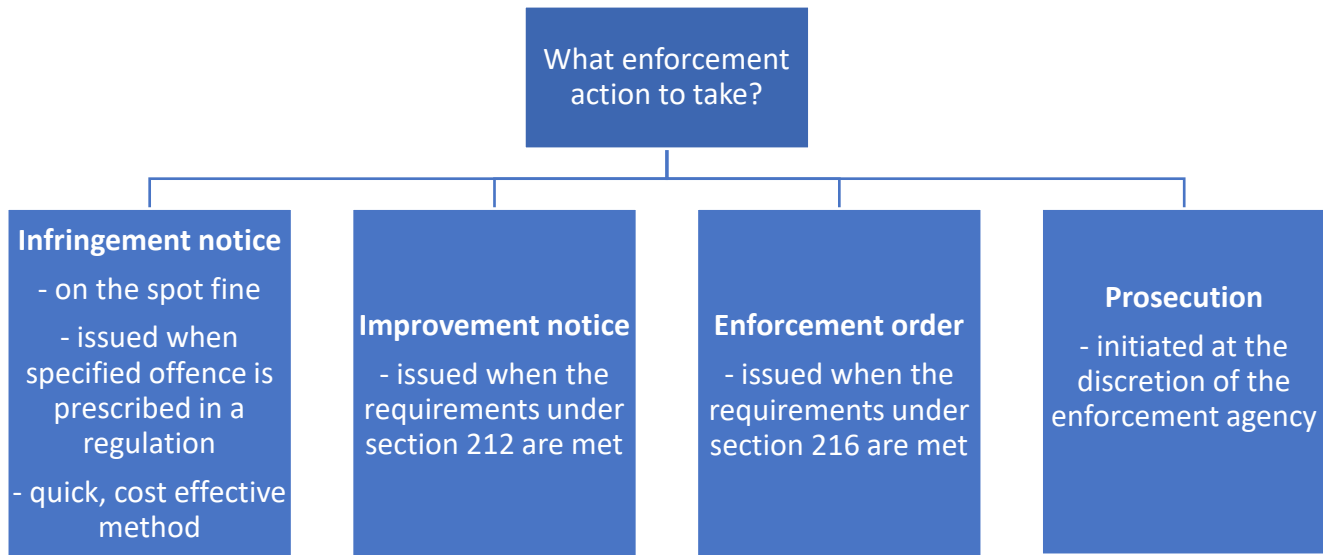 What enforcement
action to take?
Infringement notice
- on the spot fine
- issued when
specified offence is
prescribed in a
regulation
- quick, cost effective
method
Improvement notice
- issued when the
requirements under
section 212 are met
Enforcement order
- issued when the
requirements under
section 216 are met
Prosecution
- initiated at the
discretion of the
enforcement agency